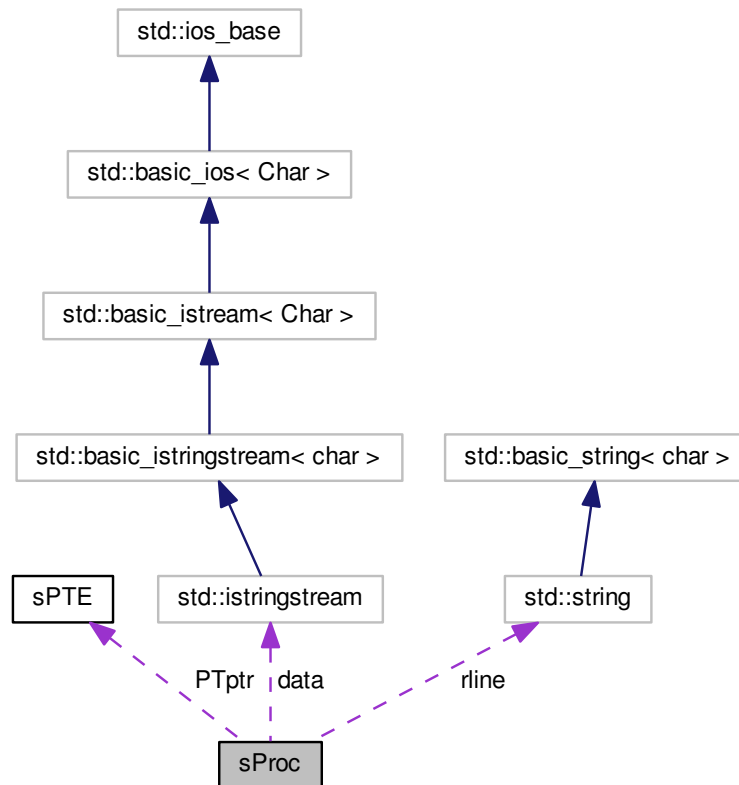 std::ios_base
std::basic_ios< Char >
std::basic_istream< Char >
std::basic_istringstream< char >
std::basic_string< char >
sPTE
std::istringstream
std::string
PTptr
data
rline
sProc